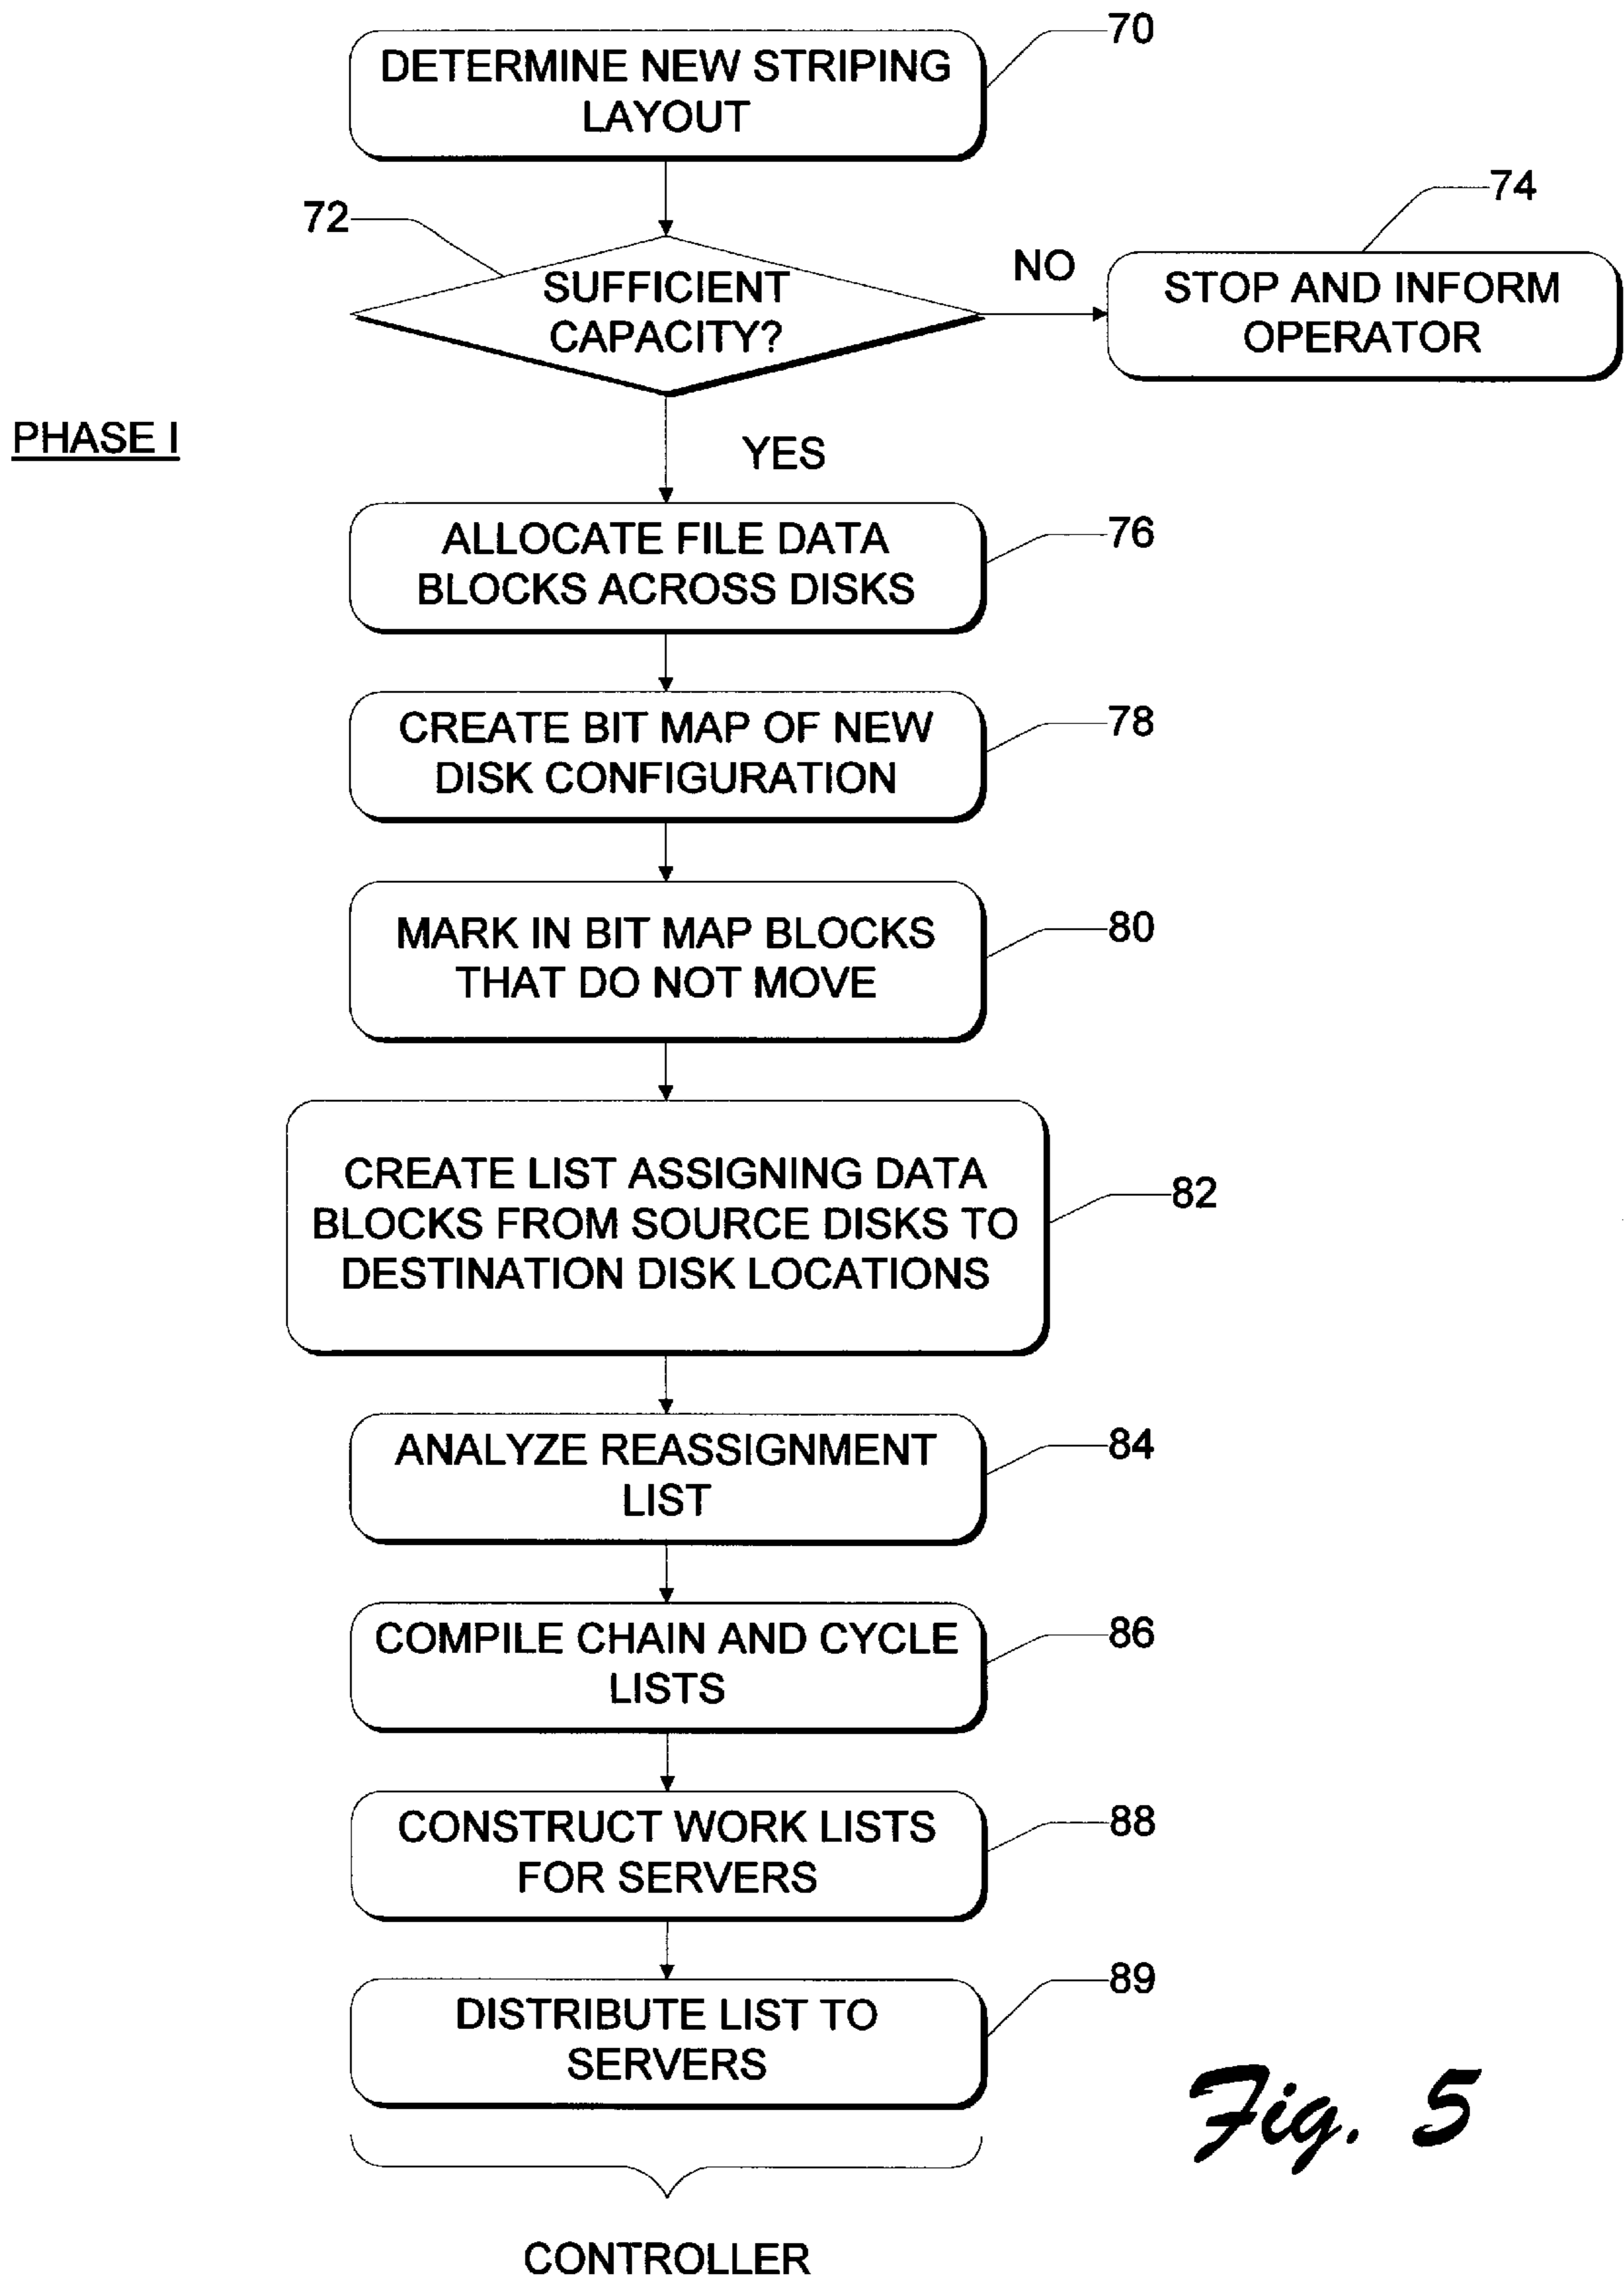 DETERMINE NEW STRIPING
LAYOUT
70
72
SUFFICIENT
CAPACITY?
NO
74
STOP AND INFORM
OPERATOR
PHASE I
YES
ALLOCATE FILE DATA
BLOCKS ACROSS DISKS
76
CREATE BIT MAP OF NEW
DISK CONFIGURATION
78
MARK IN BIT MAP BLOCKS
THAT DO NOT MOVE
80
CREATE LIST ASSIGNING DATA
BLOCKS FROM SOURCE DISKS TO
DESTINATION DISK LOCATIONS
82
ANALYZE REASSIGNMENT
LIST
84
COMPILE CHAIN AND CYCLE
LISTS
86
CONSTRUCT WORK LISTS
FOR SERVERS
88
DISTRIBUTE LIST TO
SERVERS
89
Fig. 5
CONTROLLER